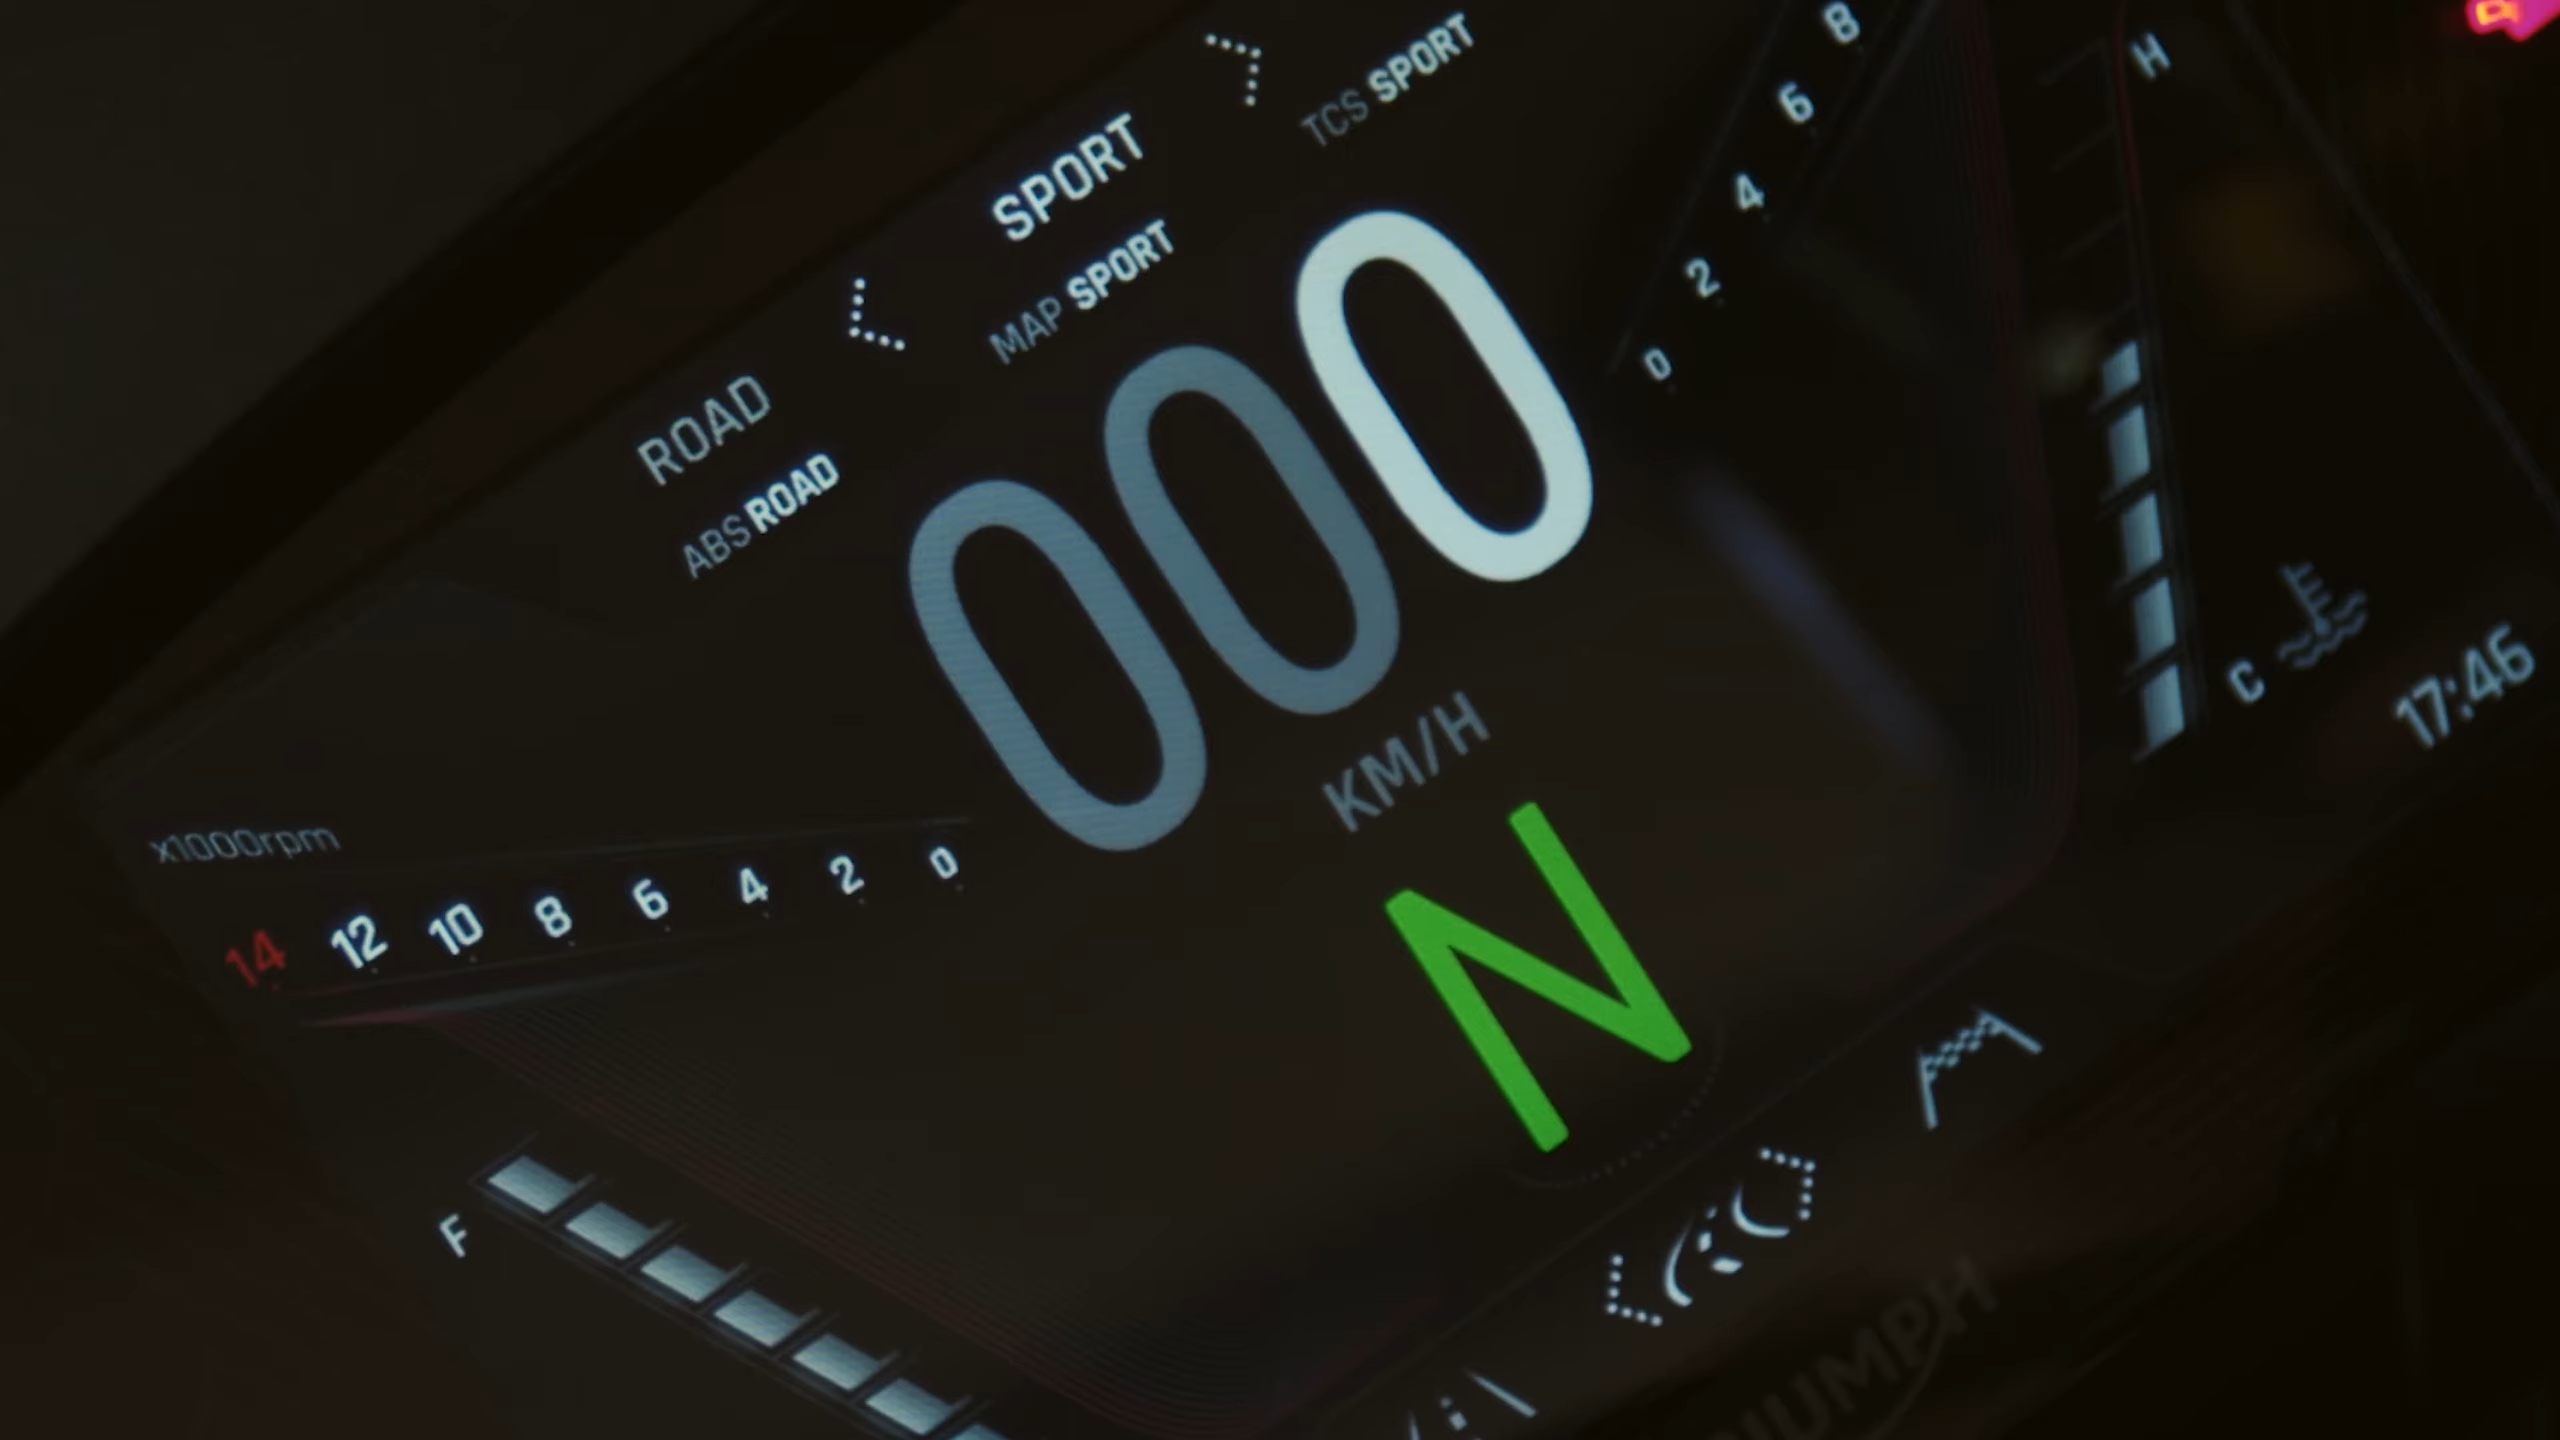 SPORT
ROAD
ABS ROAD
MAP SPORT
TCS SPORT
000
KM/H
N
x1000rpm
14 12 10 8 6 4 2 0
0 2 4 6 8
H
C
17:46
F